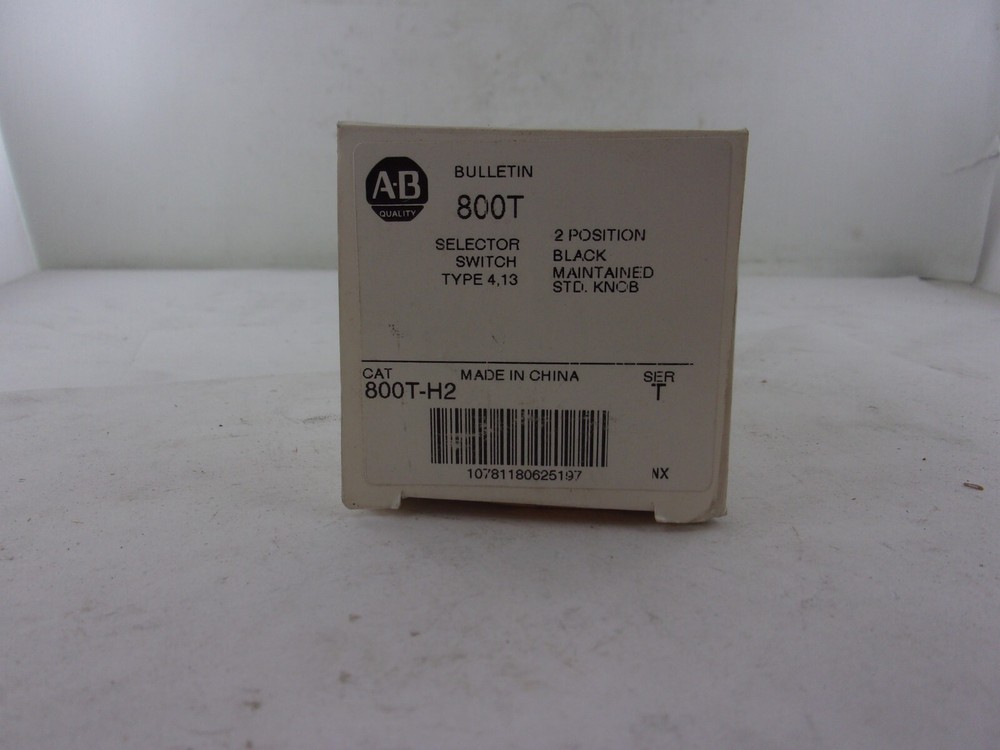 A·B
QUALITY
BULLETIN
800T
SELECTOR
SWITCH
TYPE 4,13
2 POSITION
BLACK
MAINTAINED
STD. KNOB
CAT
800T-H2
MADE IN CHINA
SER
T
10781180625197
NX